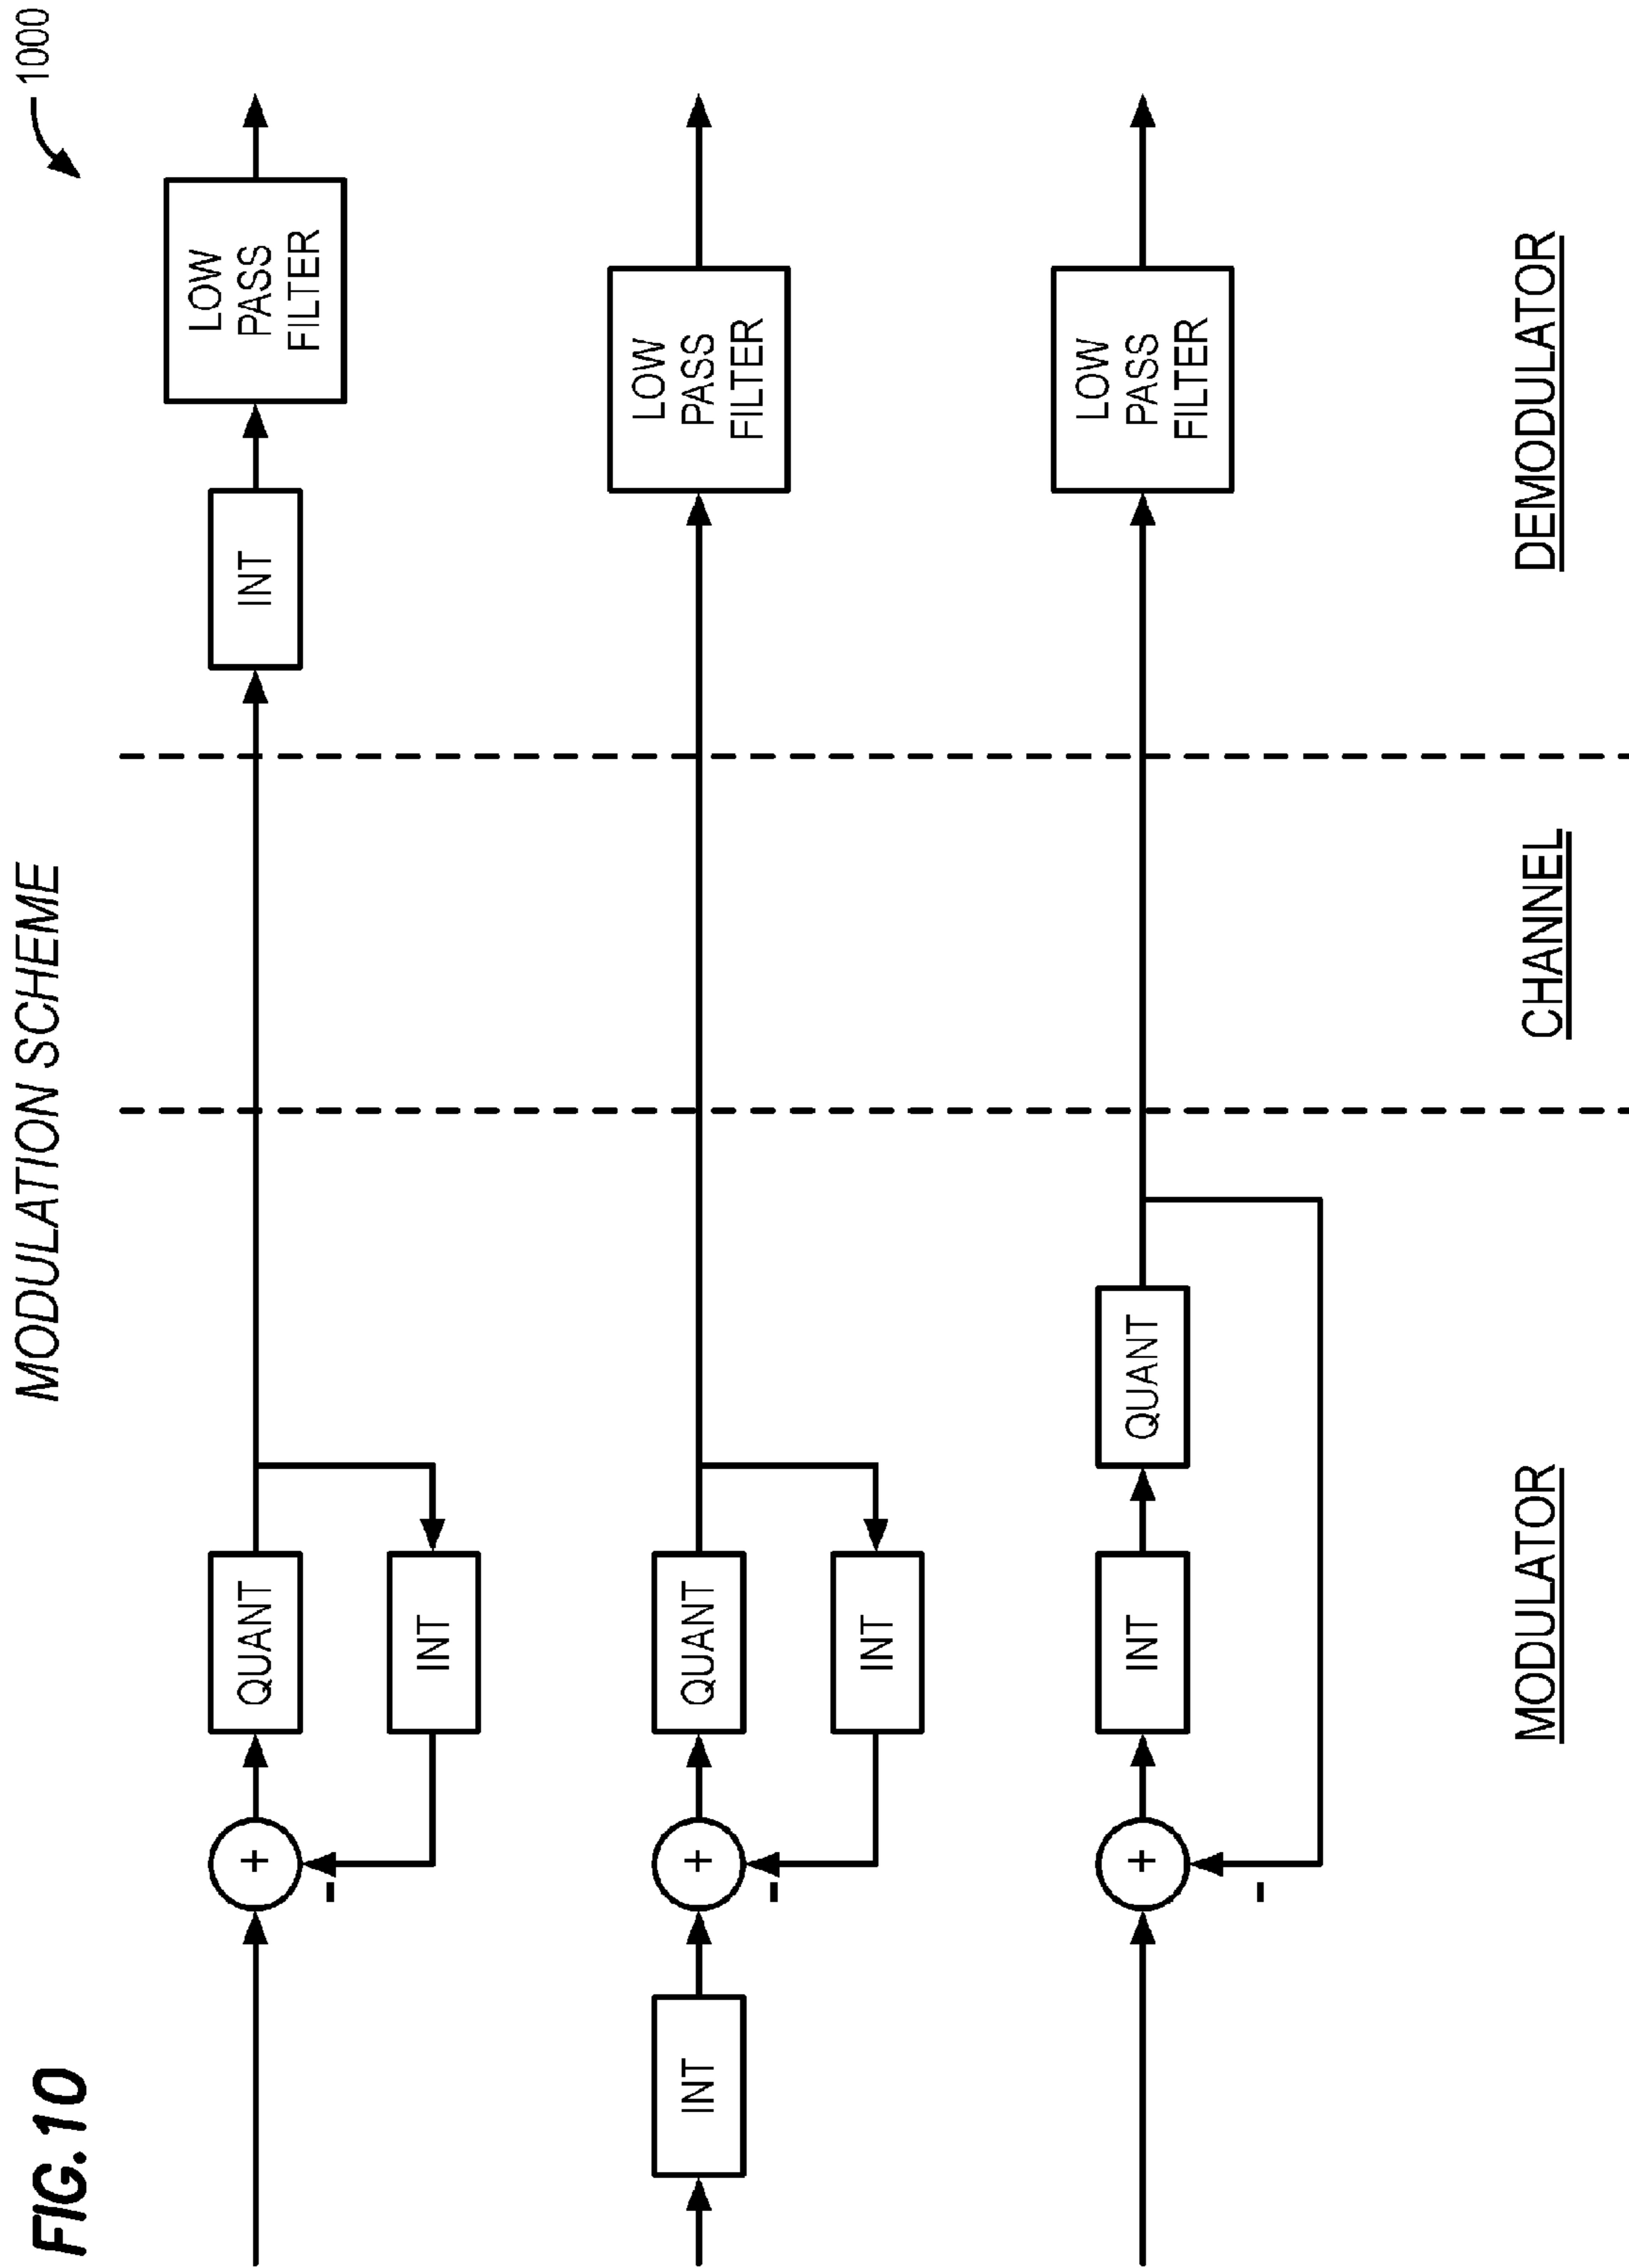 FIG. 10
MODULATION SCHEME
1000
+
QUANT
INT
-
INT
LOW
PASS
FILTER
INT
+
QUANT
INT
-
LOW
PASS
FILTER
+
INT
QUANT
-
LOW
PASS
FILTER
MODULATOR
CHANNEL
DEMODULATOR